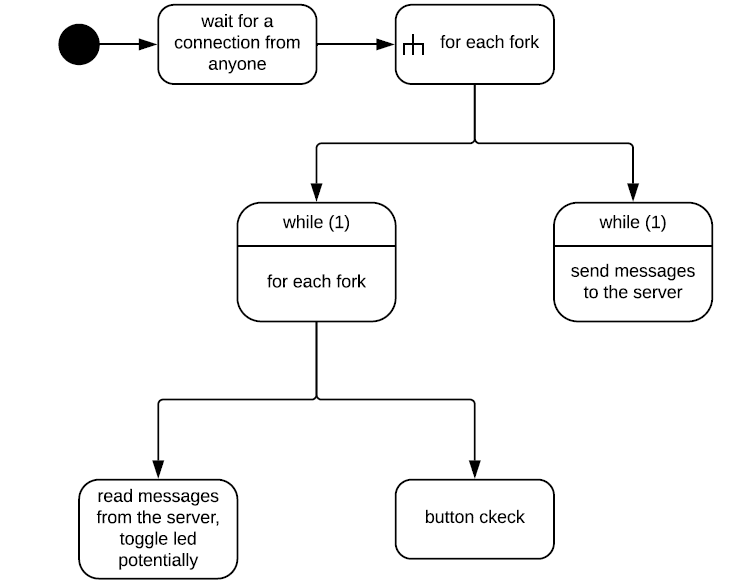 wait for a
connection from
anyone
for each fork
while (1)
for each fork
while (1)
send messages
to the server
read messages
from the server,
toggle led
potentially
button ckeck